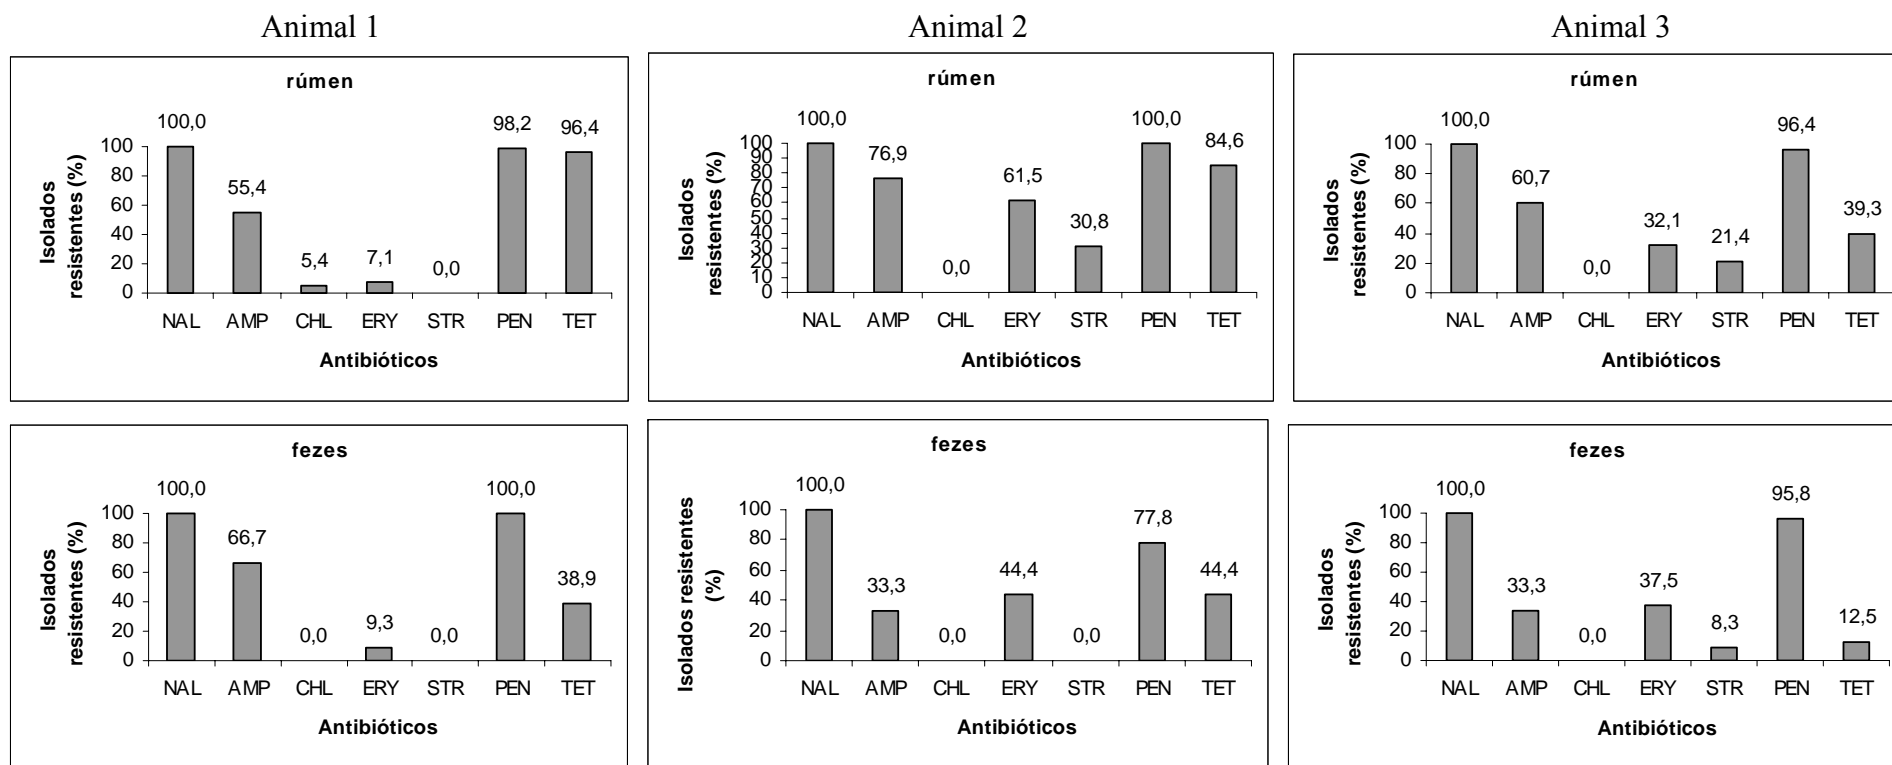 Animal 1
Animal 2
Animal 3
rúmen
100,0
98,2
96,4
55,4
5,4
7,1
0,0
100
80
60
40
20
0
Isolados
resistentes (%)
NAL AMP CHL ERY STR PEN TET
Antibióticos
rúmen
100,0
100,0
76,9
84,6
61,5
30,8
0,0
100
90
80
70
60
50
40
30
20
10
0
Isolados
resistentes (%)
NAL AMP CHL ERY STR PEN TET
Antibióticos
rúmen
100,0
96,4
60,7
32,1
21,4
39,3
0,0
100
80
60
40
20
0
Isolados
resistentes (%)
NAL AMP CHL ERY STR PEN TET
Antibióticos
fezes
100,0
100,0
66,7
38,9
0,0
9,3
0,0
100
80
60
40
20
0
Isolados
resistentes (%)
NAL AMP CHL ERY STR PEN TET
Antibióticos
fezes
100,0
77,8
33,3
44,4
44,4
0,0
0,0
100
80
60
40
20
0
Isolados resistentes
(%)
NAL AMP CHL ERY STR PEN TET
Antibióticos
fezes
100,0
95,8
33,3
37,5
0,0
8,3
12,5
100
80
60
40
20
0
Isolados
resistentes (%)
NAL AMP CHL ERY STR PEN TET
Antibióticos